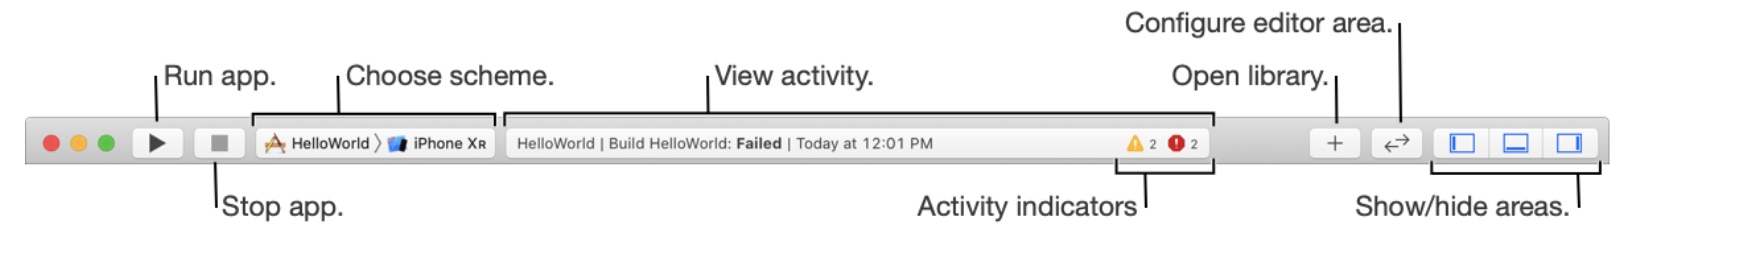 Configure editor area.
Run app.
Choose scheme.
View activity.
Open library.
HelloWorld 〉 iPhone XR
HelloWorld | Build HelloWorld: Failed | Today at 12:01 PM
2
2
Stop app.
Activity indicators
Show/hide areas.